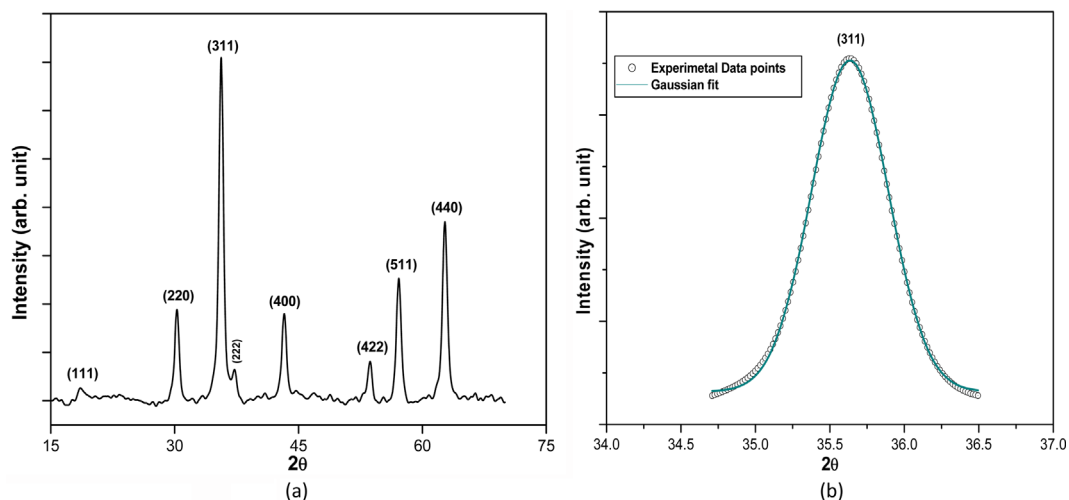 (311)
(440)
(511)
(220)
(400)
(222)
(422)
(111)
Intensity (arb. unit)
15
30
45
60
75
2θ
(a)
(311)
Experimetal Data points
Gaussian fit
Intensity (arb. unit)
34.0
34.5
35.0
35.5
36.0
36.5
37.0
2θ
(b)